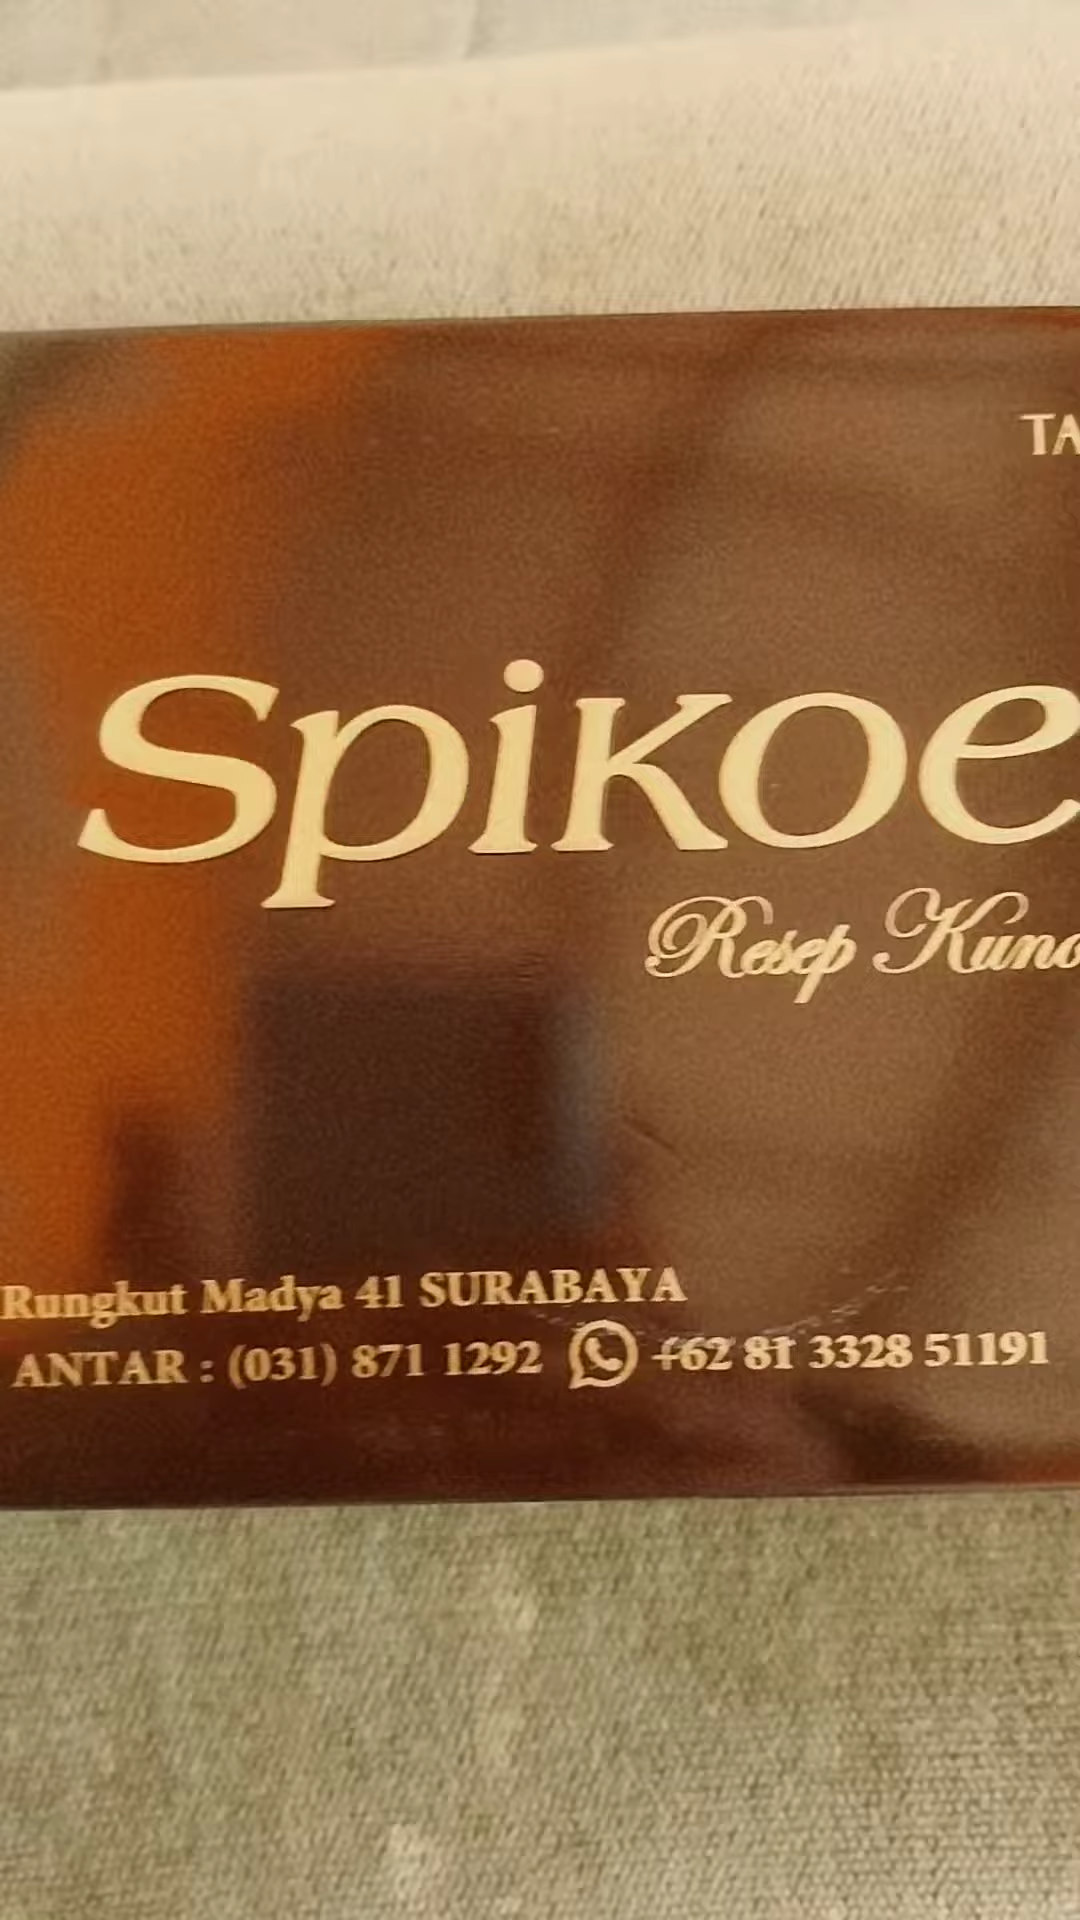 TA
Spikoe
Resep Kuno
Rungkut Madya 41 SURABAYA
ANTAR : (031) 871 1292 +62 81 3328 51191